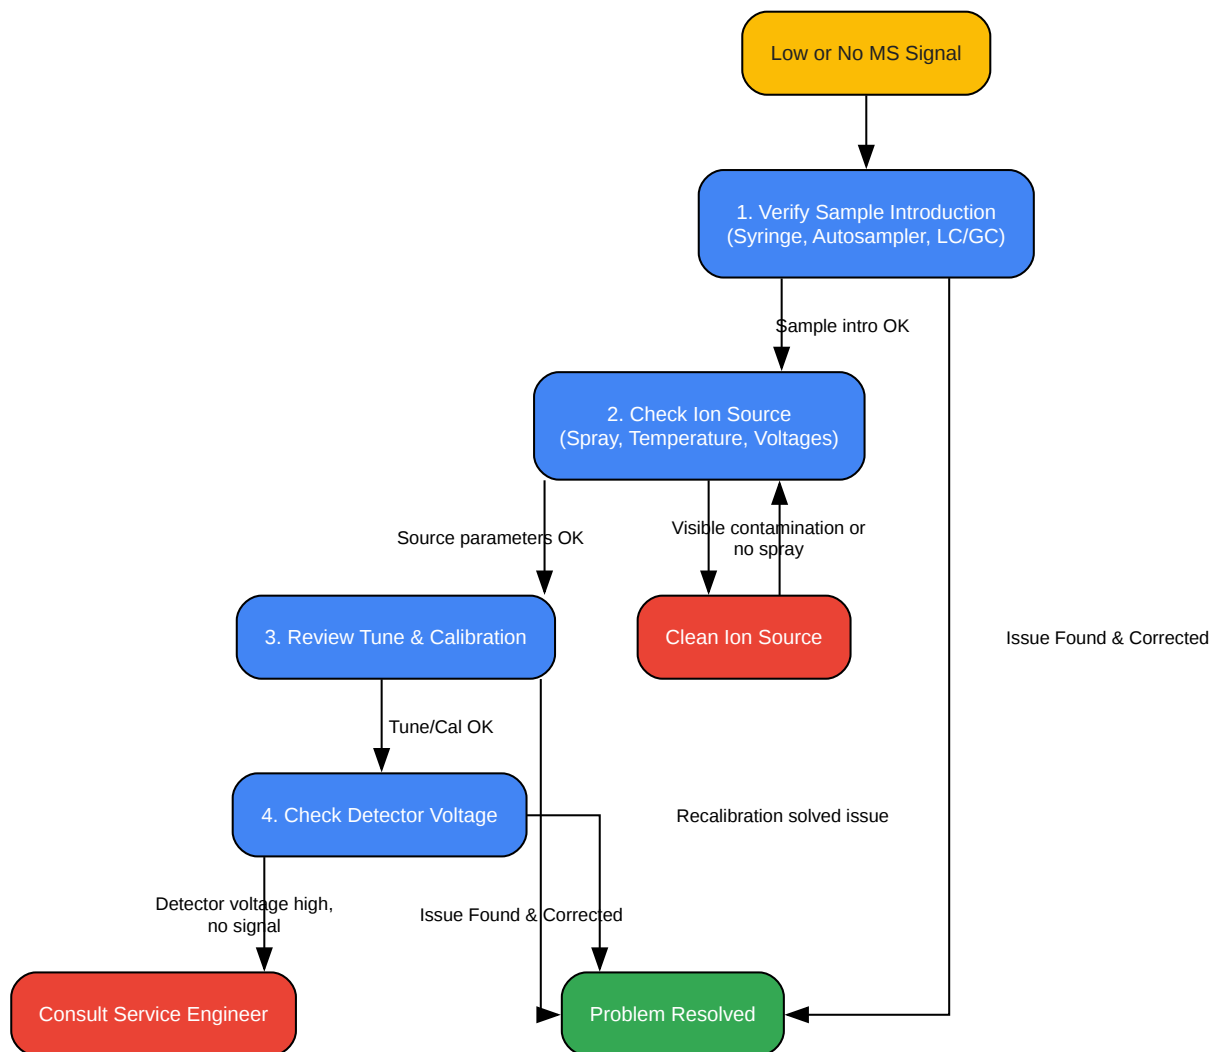 Low or No MS Signal
1. Verify Sample Introduction
(Syringe, Autosampler, LC/GC)
Sample intro OK
2. Check Ion Source
(Spray, Temperature, Voltages)
Source parameters OK
Visible contamination or
no spray
3. Review Tune & Calibration
Clean Ion Source
Issue Found & Corrected
Tune/Cal OK
4. Check Detector Voltage
Recalibration solved issue
Detector voltage high,
no signal
Issue Found & Corrected
Consult Service Engineer
Problem Resolved